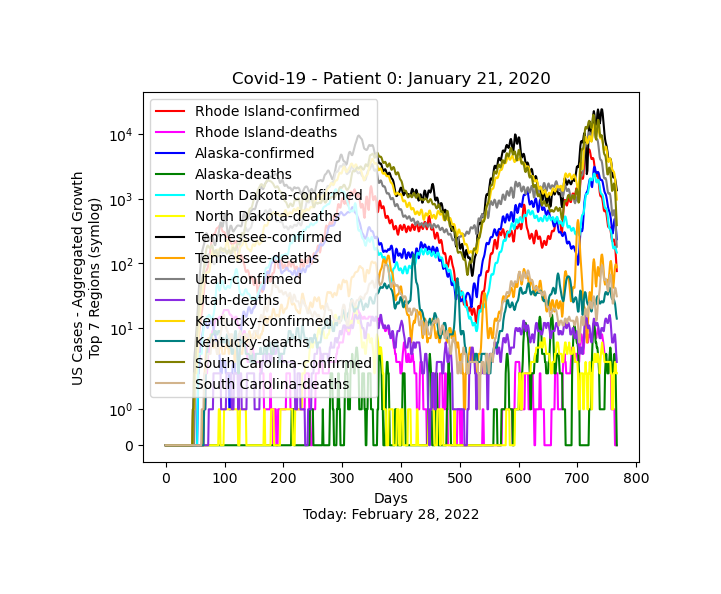 Covid-19 - Patient 0: January 21, 2020
US Cases - Aggregated Growth
Top 7 Regions (symlog)
10^4
10^3
10^2
10^1
10^0
0
Rhode Island-confirmed
Rhode Island-deaths
Alaska-confirmed
Alaska-deaths
North Dakota-confirmed
North Dakota-deaths
Tennessee-confirmed
Tennessee-deaths
Utah-confirmed
Utah-deaths
Kentucky-confirmed
Kentucky-deaths
South Carolina-confirmed
South Carolina-deaths
0 100 200 300 400 500 600 700 800
Days
Today: February 28, 2022